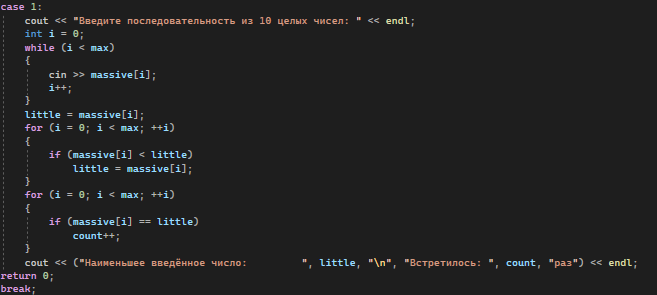 case 1:
    cout << "Введите последовательность из 10 целых чисел: " << endl;
    int i = 0;
    while (i < max)
    {
        cin >> massive[i];
        i++;
    }
    little = massive[i];
    for (i = 0; i < max; ++i)
    {
        if (massive[i] < little)
            little = massive[i];
    }
    for (i = 0; i < max; ++i)
    {
        if (massive[i] == little)
            count++;
    }
    cout << ("Наименьшее введённое число:         ", little, "\n", "Встретилось: ", count, "раз") << endl;
return 0;
break;